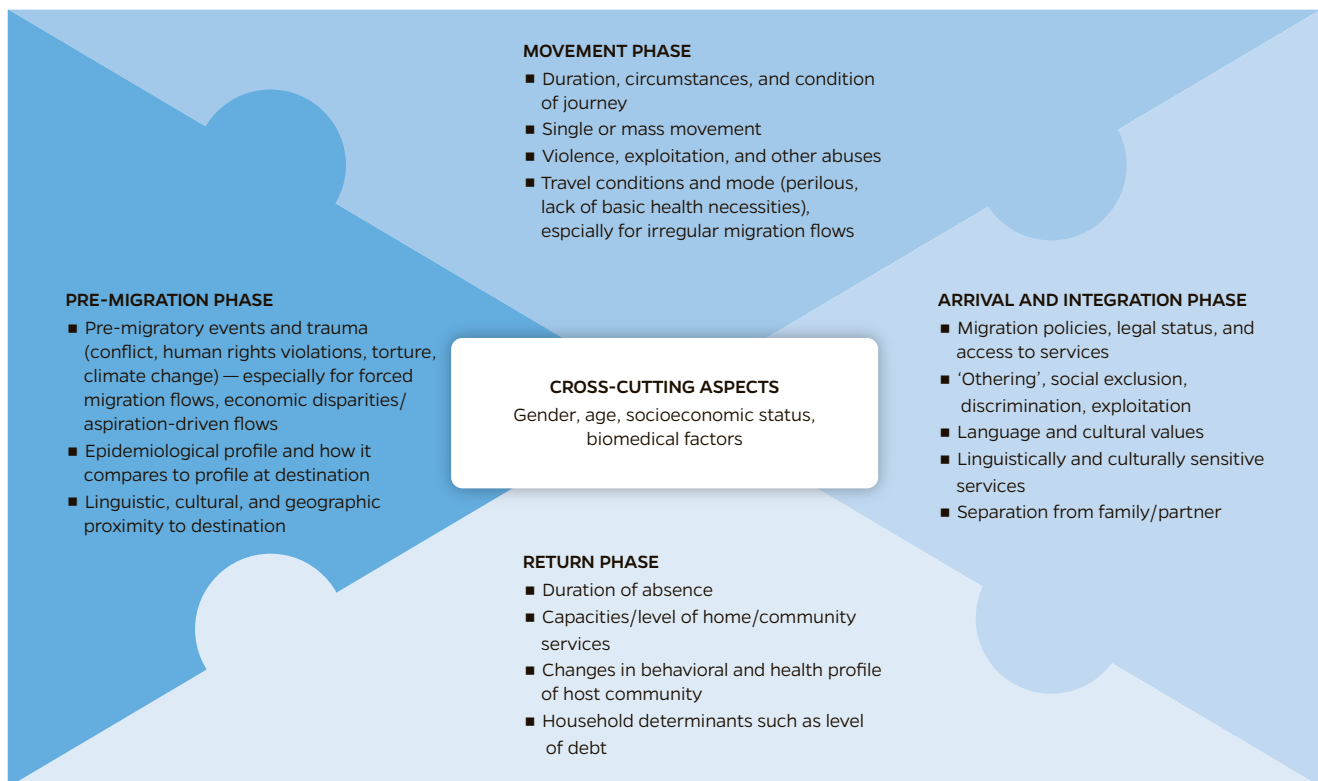 MOVEMENT PHASE
■ Duration, circumstances, and condition
of journey
■ Single or mass movement
■ Violence, exploitation, and other abuses
■ Travel conditions and mode (perilous,
lack of basic health necessities),
espcially for irregular migration flows
PRE-MIGRATION PHASE
■ Pre-migratory events and trauma
(conflict, human rights violations, torture,
climate change) — especially for forced
migration flows, economic disparities/
aspiration-driven flows
■ Epidemiological profile and how it
compares to profile at destination
■ Linguistic, cultural, and geographic
proximity to destination
CROSS-CUTTING ASPECTS
Gender, age, socioeconomic status,
biomedical factors
ARRIVAL AND INTEGRATION PHASE
■ Migration policies, legal status, and
access to services
■ ‘Othering’, social exclusion,
discrimination, exploitation
■ Language and cultural values
■ Linguistically and culturally sensitive
services
■ Separation from family/partner
RETURN PHASE
■ Duration of absence
■ Capacities/level of home/community
services
■ Changes in behavioral and health profile
of host community
■ Household determinants such as level
of debt